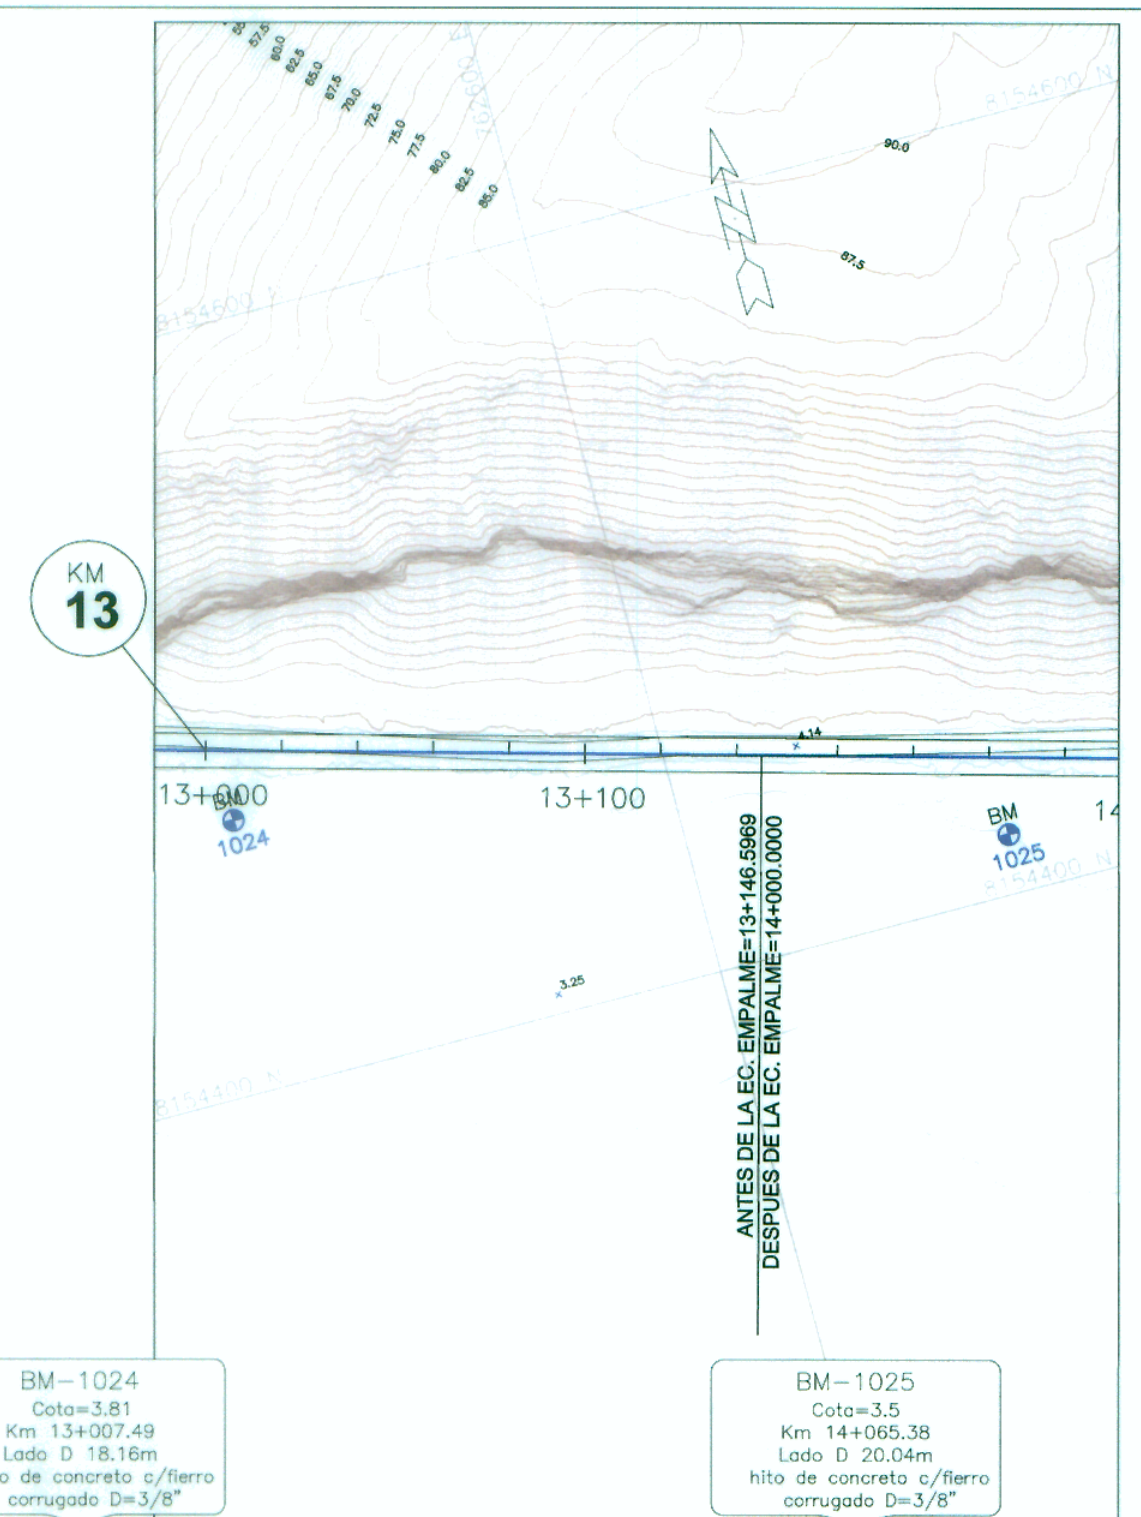 57.5
60.0
62.5
65.0
67.5
70.0
72.5
75.0
77.5
80.0
82.5
85.0
762600 E
8154600 N
90.0
87.5
8154600 N
KM
13
4.14
13+000
13+100
14
BM
1024
BM
1025
8154400 N
ANTES DE LA EC. EMPALME=13+146.5969
DESPUES DE LA EC. EMPALME=14+000.0000
3.25
8154400 N
BM-1024
Cota=3.81
Km 13+007.49
Lado D 18.16m
o de concreto c/fierro
corrugado D=3/8"
BM-1025
Cota=3.5
Km 14+065.38
Lado D 20.04m
hito de concreto c/fierro
corrugado D=3/8"